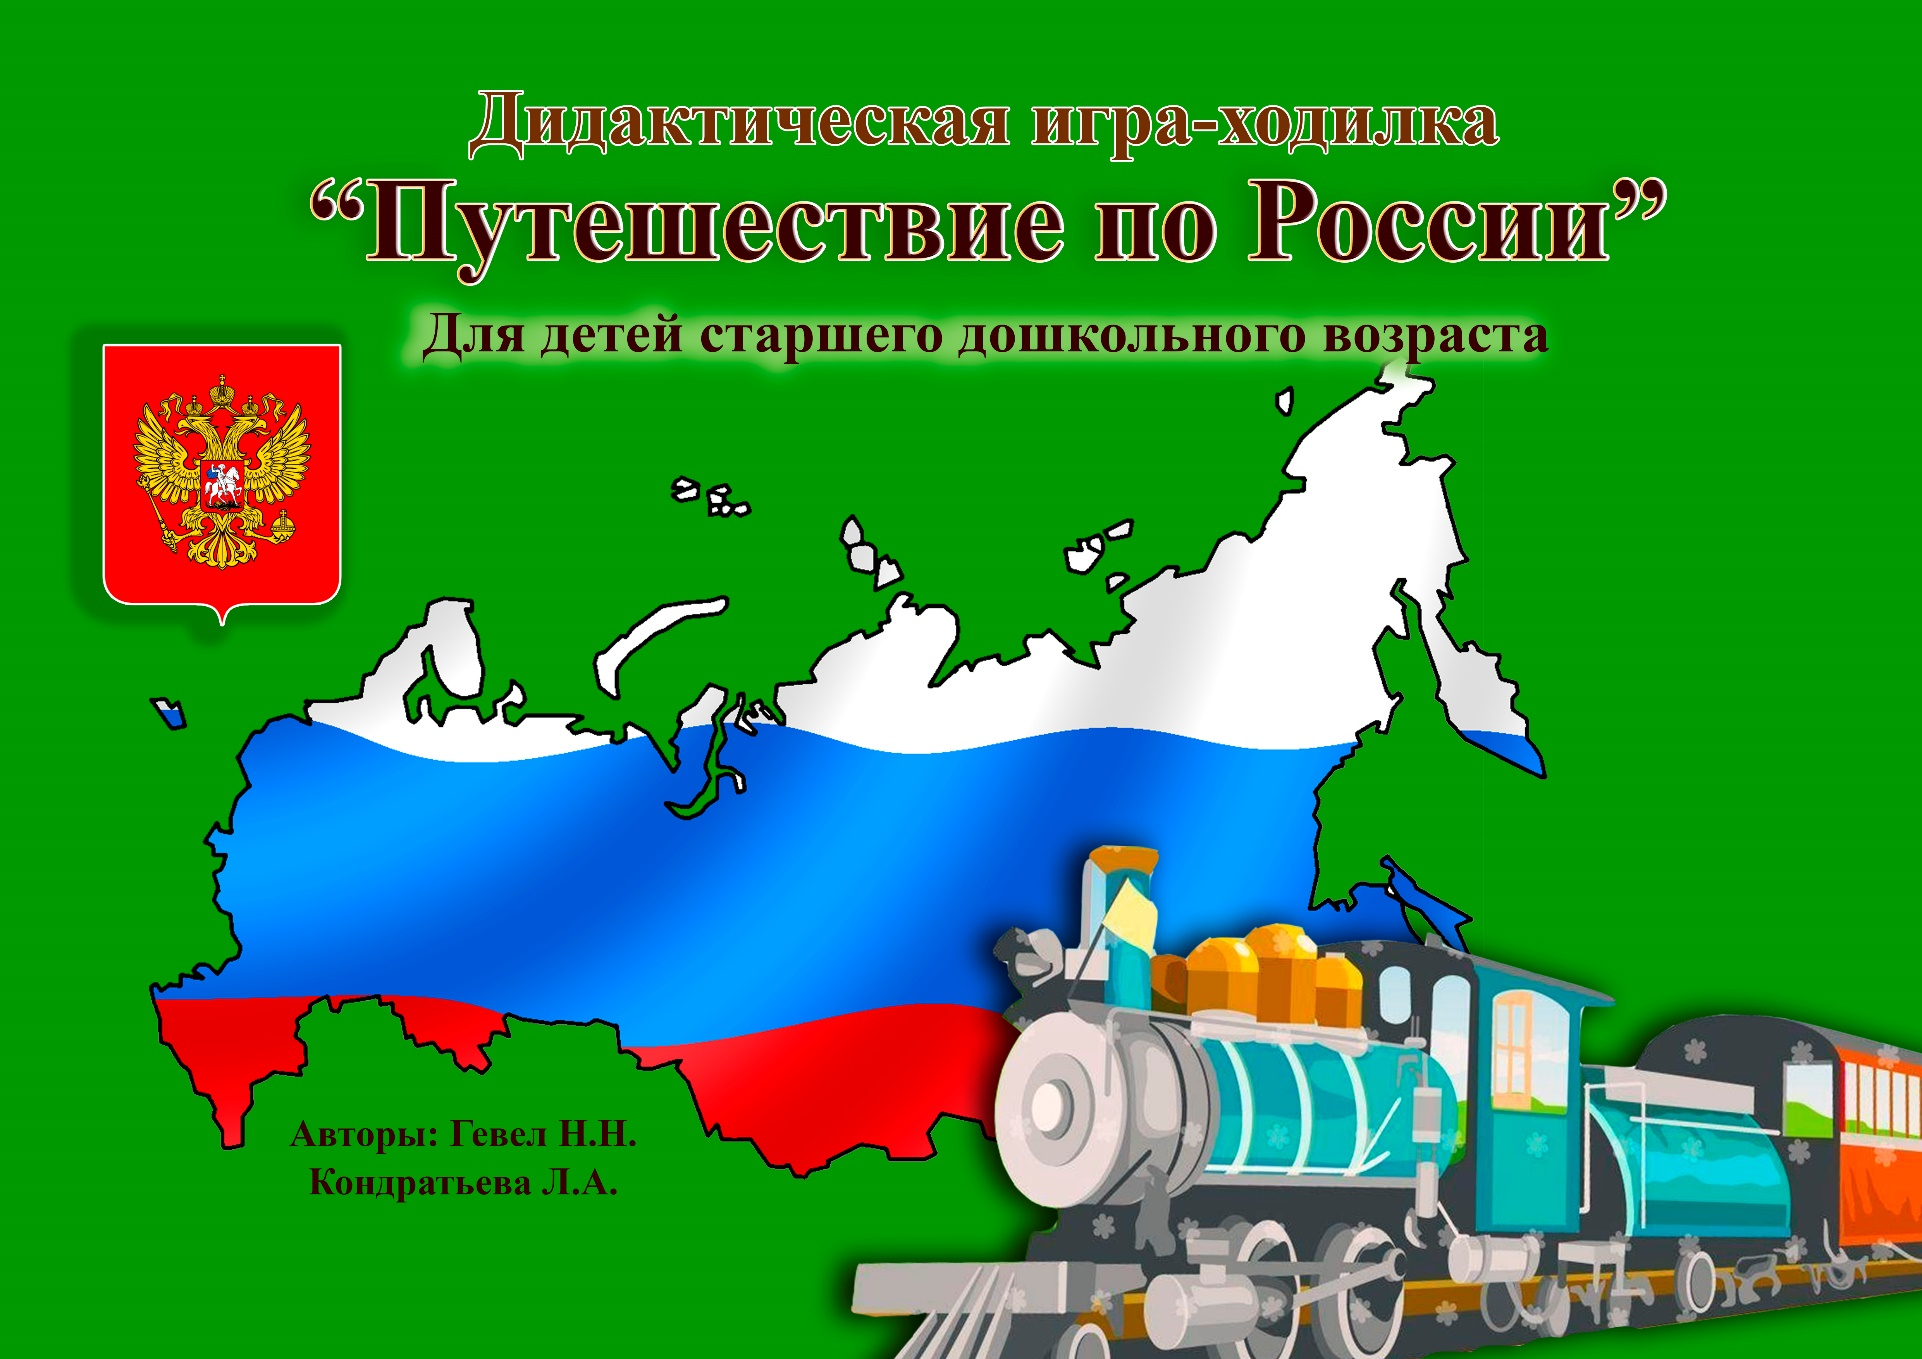 Дидактическая игра-ходилка
“Путешествие по России”
Для детей старшего дошкольного возраста
Авторы: Гевел Н.Н.
Кондратьева Л.А.